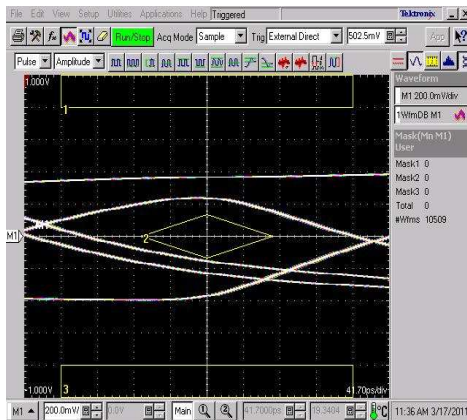 File Edit View Setup Utilities Applications Help Triggered Tektronix
Run/Stop Acq Mode Sample Trig External Direct 502.5mV App
Pulse Amplitude
1.000V
1
M1
2
-1.000V
3
41.70ps/div
Waveform
M1 200.0mV/div
1WfmDB M1
Mask(Mn M1)
User
Mask1 0
Mask2 0
Mask3 0
Total 0
#Wfms 10509
M1 200.0mV 0.0V Main 41.7000ps 19.3404 °C 11:36 AM 3/17/2011